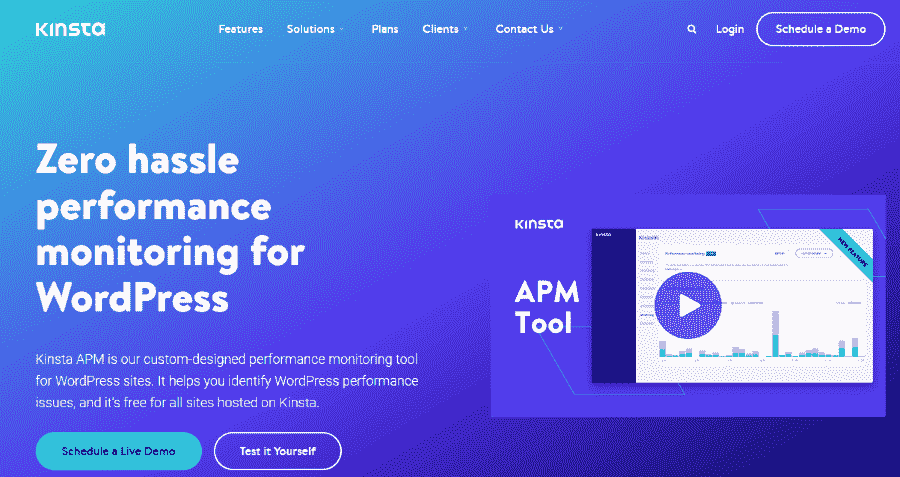 Kinsta
Features Solutions Plans Clients Contact Us Login Schedule a Demo
Zero hassle
performance
monitoring for
WordPress
Kinsta APM is our custom-designed performance monitoring tool
for WordPress sites. It helps you identify WordPress performance
issues, and it's free for all sites hosted on Kinsta.
Schedule a Live Demo Test it Yourself
Kinsta
APM
Tool
Kinsta
NEW FEATURE